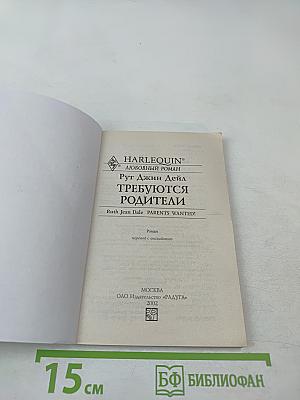 HARLEQUIN®
ЛЮБОВНЫЙ РОМАН
Рут Джин Дейл
ТРЕБУЮТСЯ
РОДИТЕЛИ
Ruth Jean Dale PARENTS WANTED!
Роман
перевод с английского
МОСКВА
ОАО Издательство «РАДУГА»
2002
15 см
БФ БИБЛИОФАН